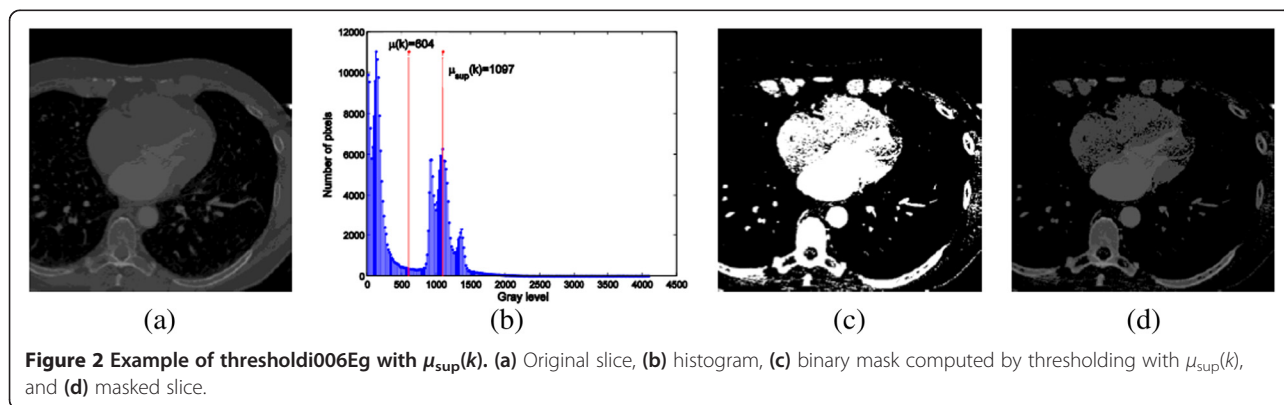 12000
10000
8000
6000
4000
2000
0
Number of pixels
μ(k)=604
μsup(k)=1097
0 500 1000 1500 2000 2500 3000 3500 4000 4500
Gray level
(a) (b) (c) (d)
Figure 2 Example of thresholdi006Eg with μsup(k). (a) Original slice, (b) histogram, (c) binary mask computed by thresholding with μsup(k),
and (d) masked slice.